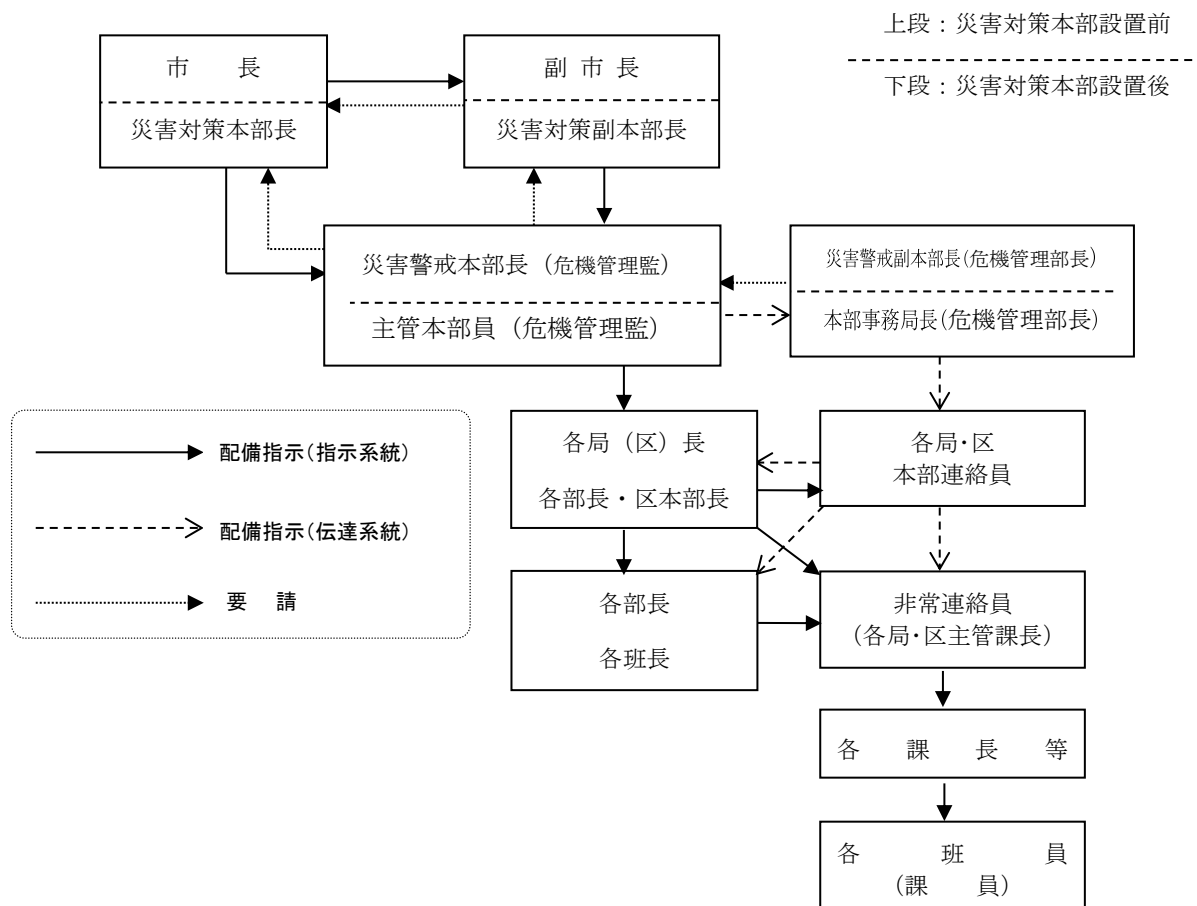 上段：災害対策本部設置前
下段：災害対策本部設置後
市　　長
災害対策本部長
副 市 長
災害対策副本部長
災害警戒本部長（危機管理監）
主管本部員（危機管理監）
災害警戒副本部長(危機管理部長)
本部事務局長(危機管理部長)
配備指示(指示系統)
配備指示(伝達系統)
要　請
各局（区）長
各部長・区本部長
各局･区
本部連絡員
各部長
各班長
非常連絡員
(各局･区主管課長)
各　課　長　等
各　　班　　員
(課　　員)